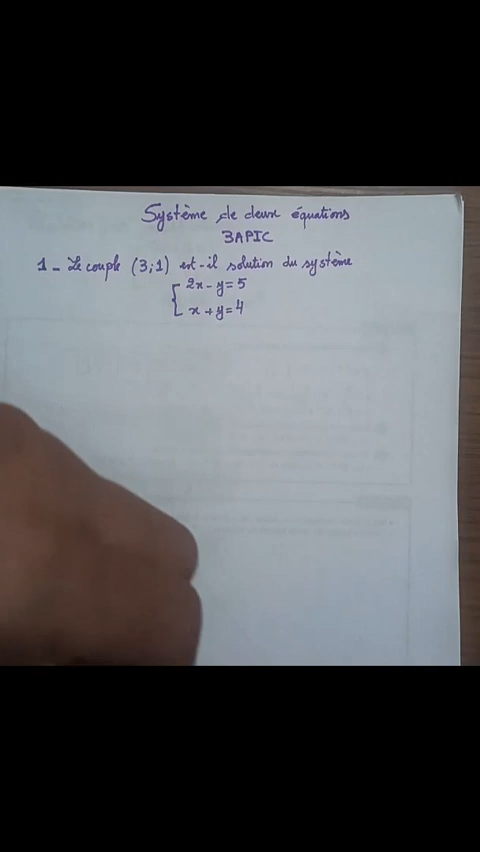 Système de deux équations
3APIC
1 - Le couple (3;1) est-il solution du système
2x - y = 5
x + y = 4